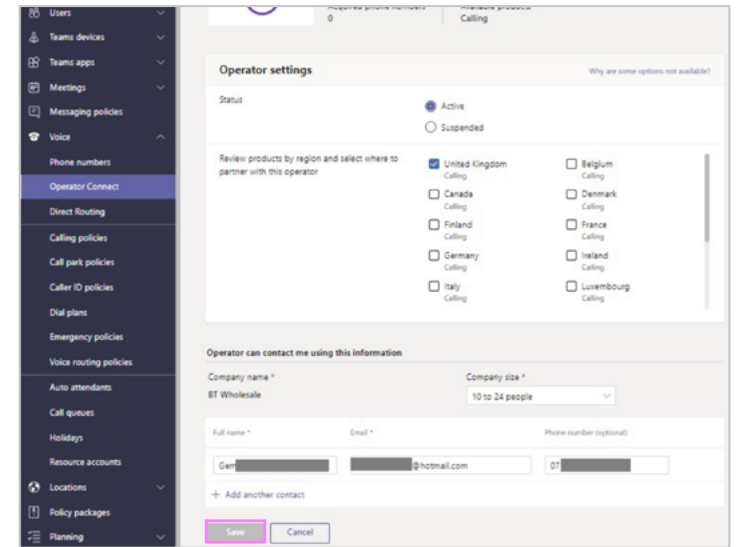 Users
Teams devices
Teams apps
Meetings
Messaging policies
Voice
Phone numbers
Operator Connect
Direct Routing
Calling policies
Call park policies
Caller ID policies
Dial plans
Emergency policies
Voice routing policies
Auto attendants
Call queues
Holidays
Resource accounts
Locations
Policy packages
Planning
Acquired phone numbers
0
Available products
Calling
Operator settings
Why are some options not available?
Status
Active
Suspended
Review products by region and select where to
partner with this operator
United Kingdom
Calling
Belgium
Calling
Canada
Calling
Denmark
Calling
Finland
Calling
France
Calling
Germany
Calling
Ireland
Calling
Italy
Calling
Luxembourg
Calling
Operator can contact me using this information
Company name *
BT Wholesale
Company size *
10 to 24 people
Full name *
Email *
Phone number (optional)
Gem
@hotmail.com
07
+ Add another contact
Save
Cancel